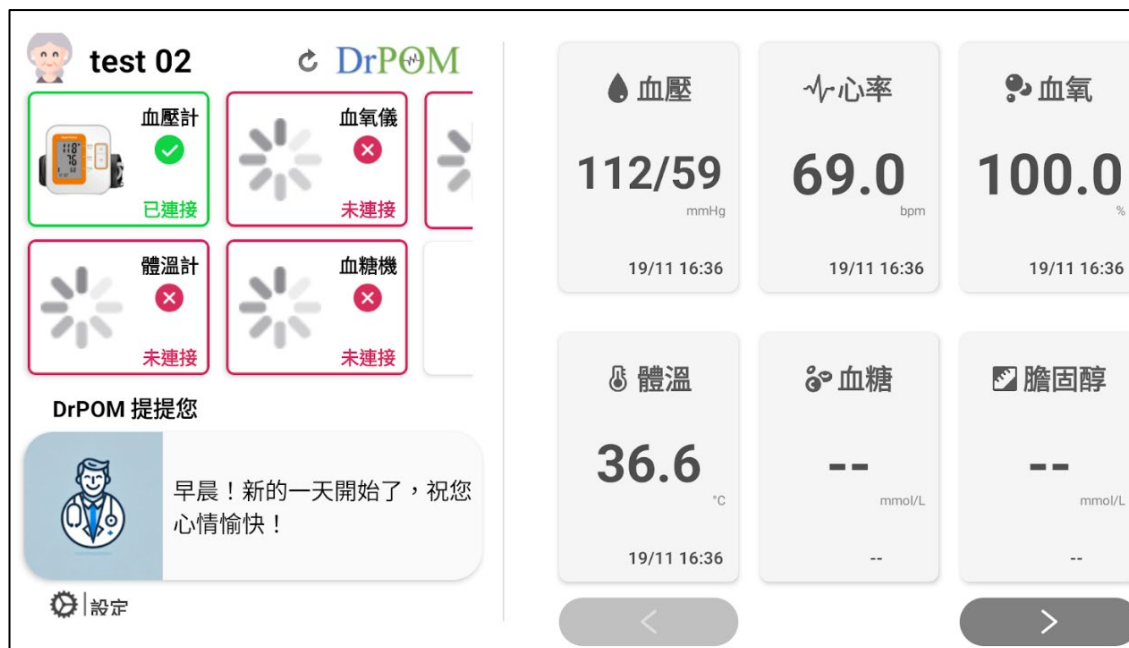 test 02
DrPOM
血壓計
已連接
血氧儀
未連接
體溫計
未連接
血糖機
未連接
DrPOM 提提您
早晨！新的一天開始了，祝您
心情愉快！
設定
血壓
112/59
mmHg
19/11 16:36
心率
69.0
bpm
19/11 16:36
血氧
100.0
%
19/11 16:36
體溫
36.6
°C
19/11 16:36
血糖
--
mmol/L
--
膽固醇
--
mmol/L
--